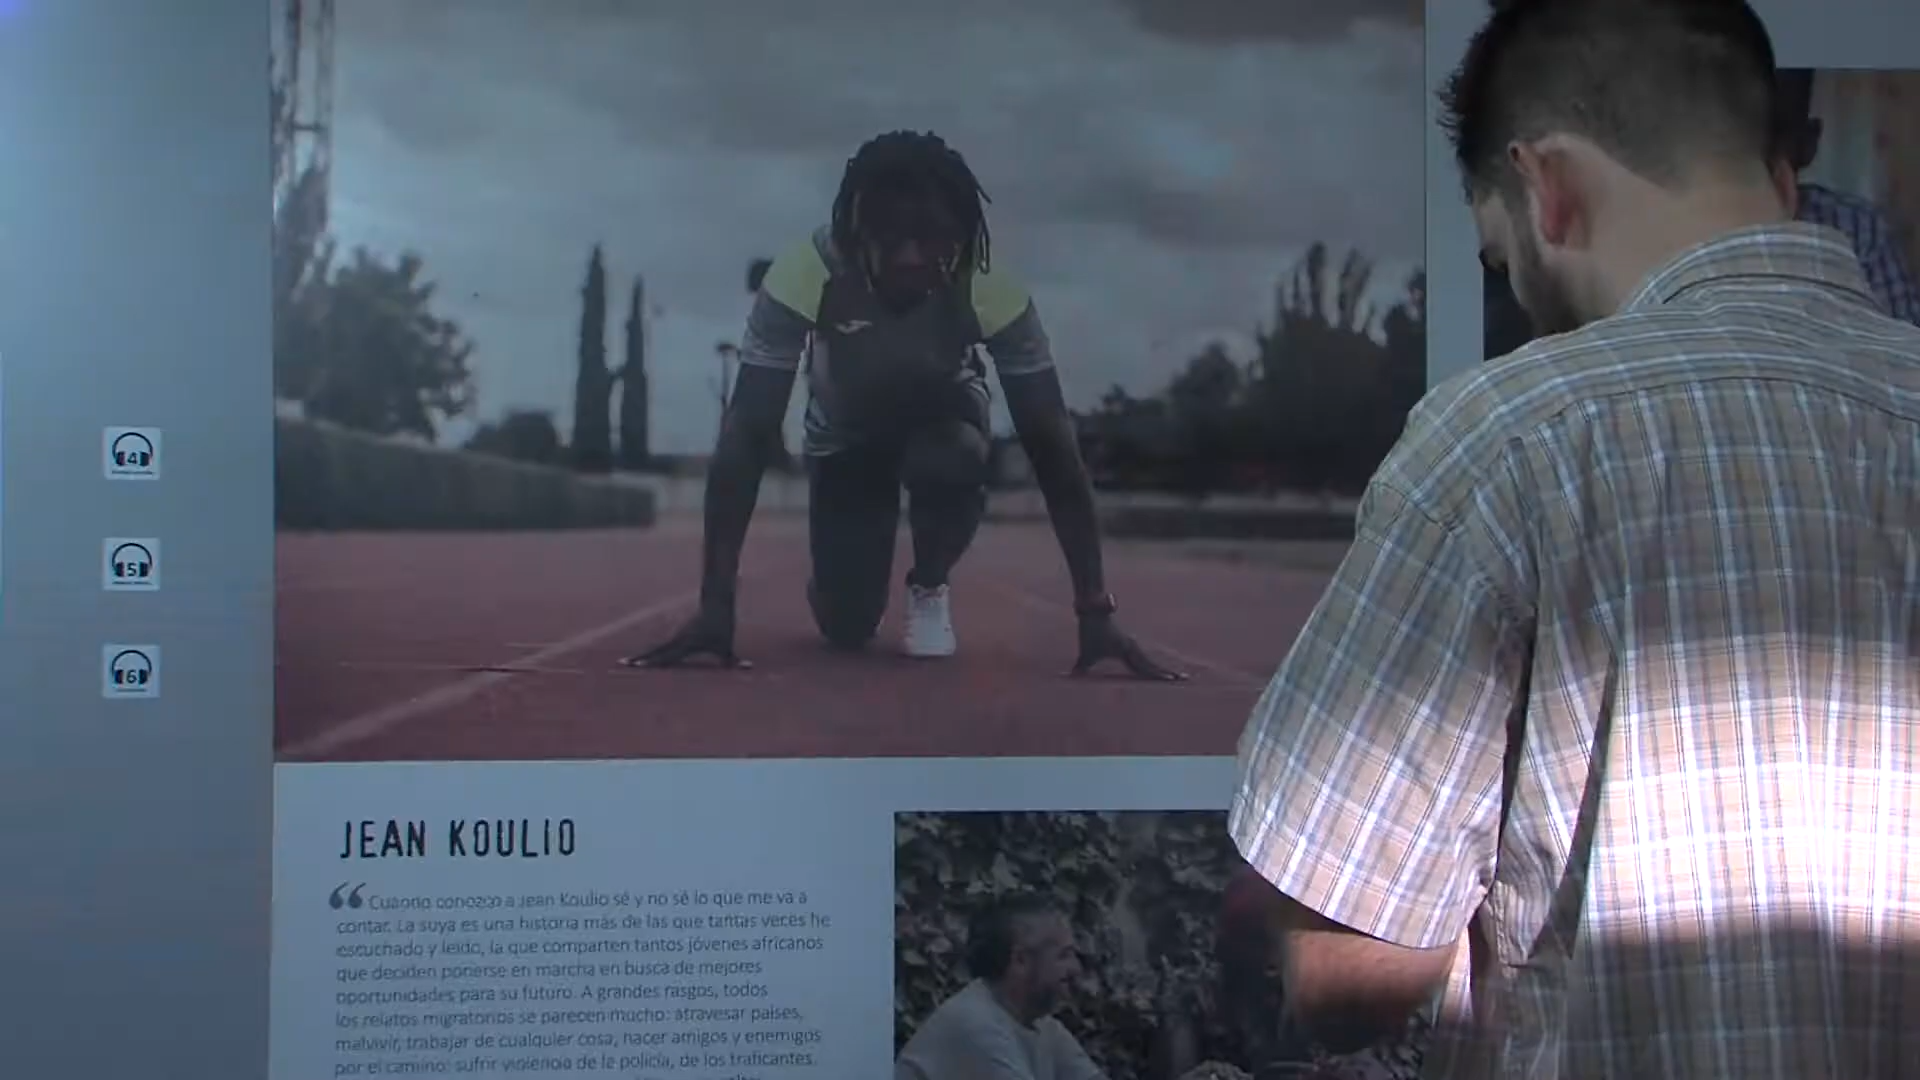 4
5
6
JEAN KOULIO
“ Cuando conozco a Jean Koulio sé y no sé lo que me va a
contar. La suya es una historia más de las que tantas veces he
escuchado y leído, la que comparten tantos jóvenes africanos
que deciden ponerse en marcha en busca de mejores
oportunidades para su futuro. A grandes rasgos, todos
los relatos migratorios se parecen mucho: atravesar países,
malvivir, trabajar de cualquier cosa, hacer amigos y enemigos
por el camino; sufrir violencia de la policía, de los traficantes.